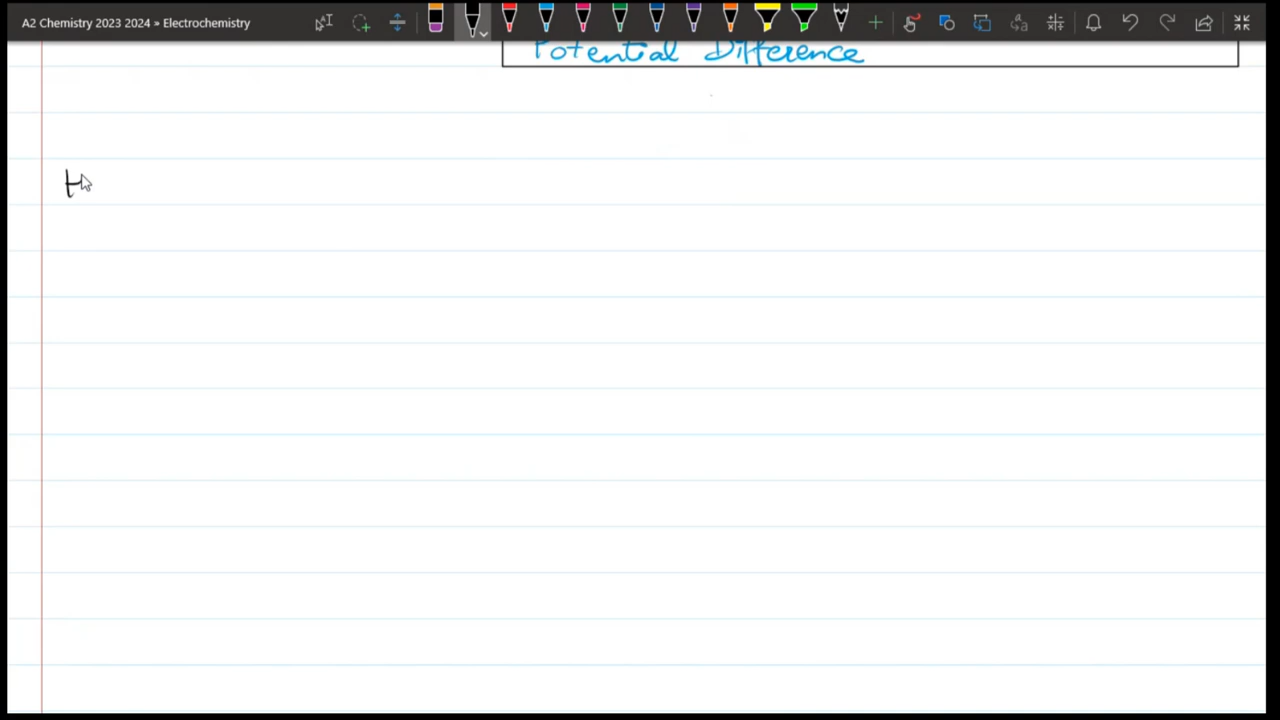 A2 Chemistry 2023 2024 » Electrochemistry
Potential Difference